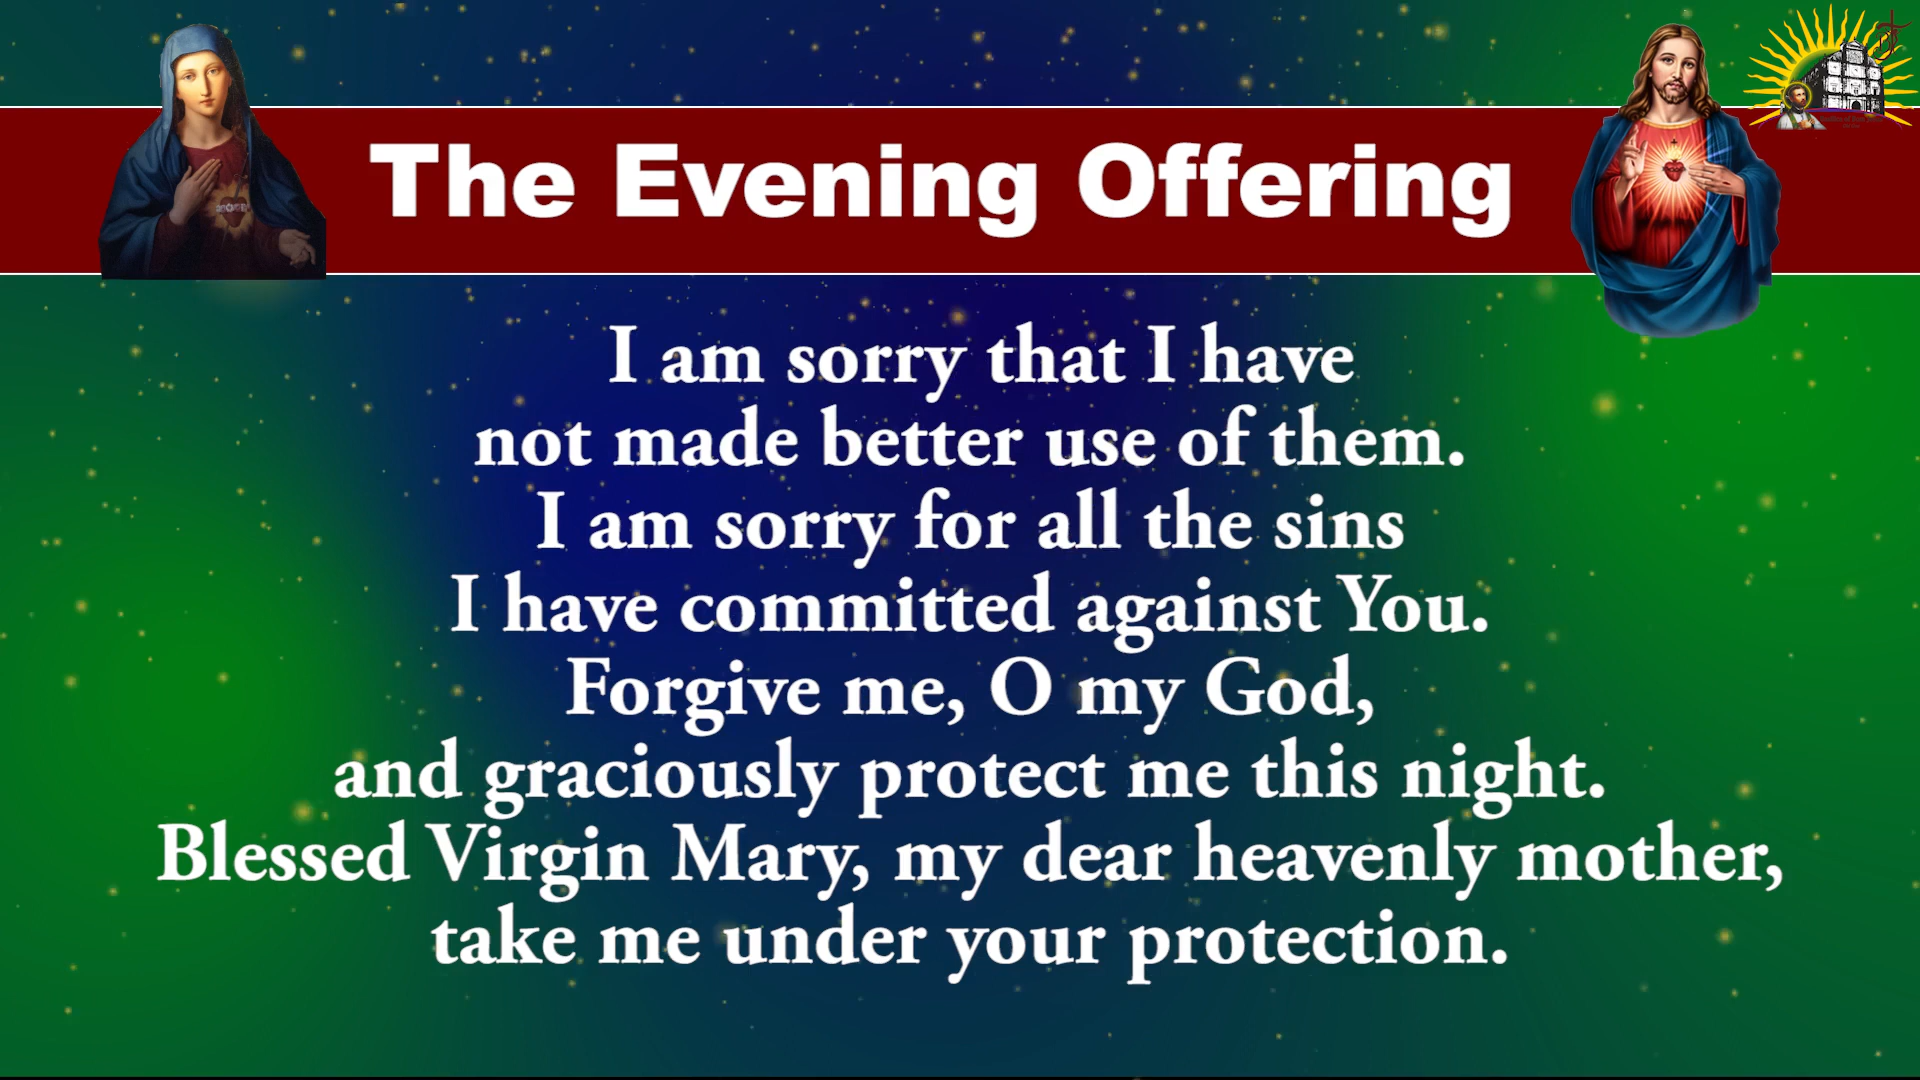 The Evening Offering
I am sorry that I have
not made better use of them.
I am sorry for all the sins
I have committed against You.
Forgive me, O my God,
and graciously protect me this night.
Blessed Virgin Mary, my dear heavenly mother,
take me under your protection.